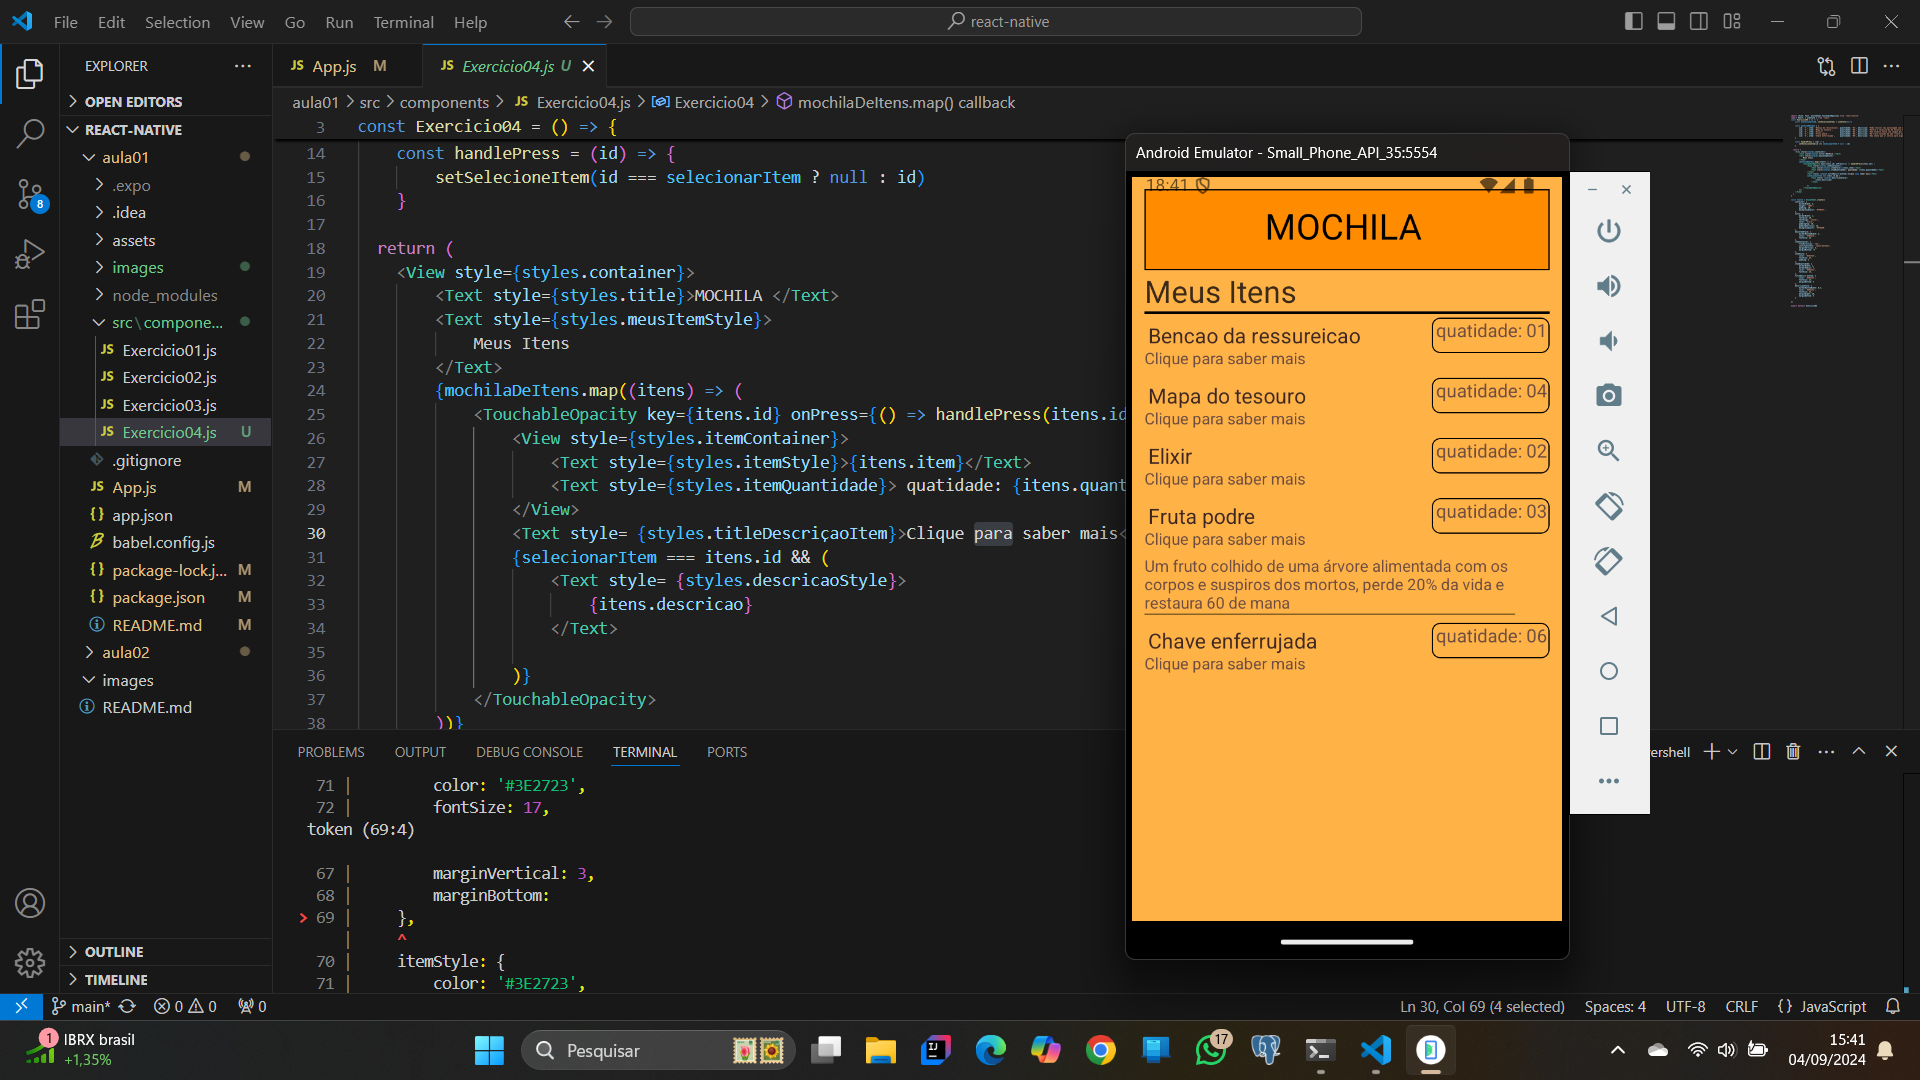 File Edit Selection View Go Run Terminal Help
react-native
EXPLORER
OPEN EDITORS
REACT-NATIVE
aula01
.expo
.idea
assets
images
node_modules
src\compone...
JS Exercicio01.js
JS Exercicio02.js
JS Exercicio03.js
JS Exercicio04.js U
.gitignore
JS App.js M
{} app.json
babel.config.js
{} package-lock.j... M
{} package.json M
README.md M
aula02
images
README.md
OUTLINE
TIMELINE
JS App.js M
JS Exercicio04.js U
aula01 > src > components > JS Exercicio04.js > Exercicio04 > mochilaDeItens.map() callback
3 const Exercicio04 = () => {
14 const handlePress = (id) => {
15 setSelecioneItem(id === selecionarItem ? null : id)
16 }
17
18 return (
19 <View style={styles.container}>
20 <Text style={styles.title}>MOCHILA </Text>
21 <Text style={styles.meusItemStyle}>
22 Meus Itens
23 </Text>
24 {mochilaDeItens.map((itens) => (
25 <TouchableOpacity key={itens.id} onPress={() => handlePress(itens.id
26 <View style={styles.itemContainer}>
27 <Text style={styles.itemStyle}>{itens.item}</Text>
28 <Text style={styles.itemQuantidade}> quatidade: {itens.quant
29 </View>
30 <Text style= {styles.titleDescriçaoItem}>Clique para saber mais<
31 {selecionarItem === itens.id && (
32 <Text style= {styles.descricaoStyle}>
33 {itens.descricao}
34 </Text>
35
36 )}
37 </TouchableOpacity>
38 ))}
PROBLEMS OUTPUT DEBUG CONSOLE TERMINAL PORTS
ershell
71 | color: '#3E2723',
72 | fontSize: 17,
token (69:4)
67 | marginVertical: 3,
68 | marginBottom:
> 69 | },
| ^
70 | itemStyle: {
71 | color: '#3E2723',
Android Emulator - Small_Phone_API_35:5554
18:41
MOCHILA
Meus Itens
Bencao da ressureicao quatidade: 01
Clique para saber mais
Mapa do tesouro quatidade: 04
Clique para saber mais
Elixir quatidade: 02
Clique para saber mais
Fruta podre quatidade: 03
Clique para saber mais
Um fruto colhido de uma árvore alimentada com os
corpos e suspiros dos mortos, perde 20% da vida e
restaura 60 de mana
Chave enferrujada quatidade: 06
Clique para saber mais
8
main* 0 0 0
Ln 30, Col 69 (4 selected) Spaces: 4 UTF-8 CRLF {} JavaScript
1
IBRX brasil
+1,35%
Pesquisar
17
15:41
04/09/2024